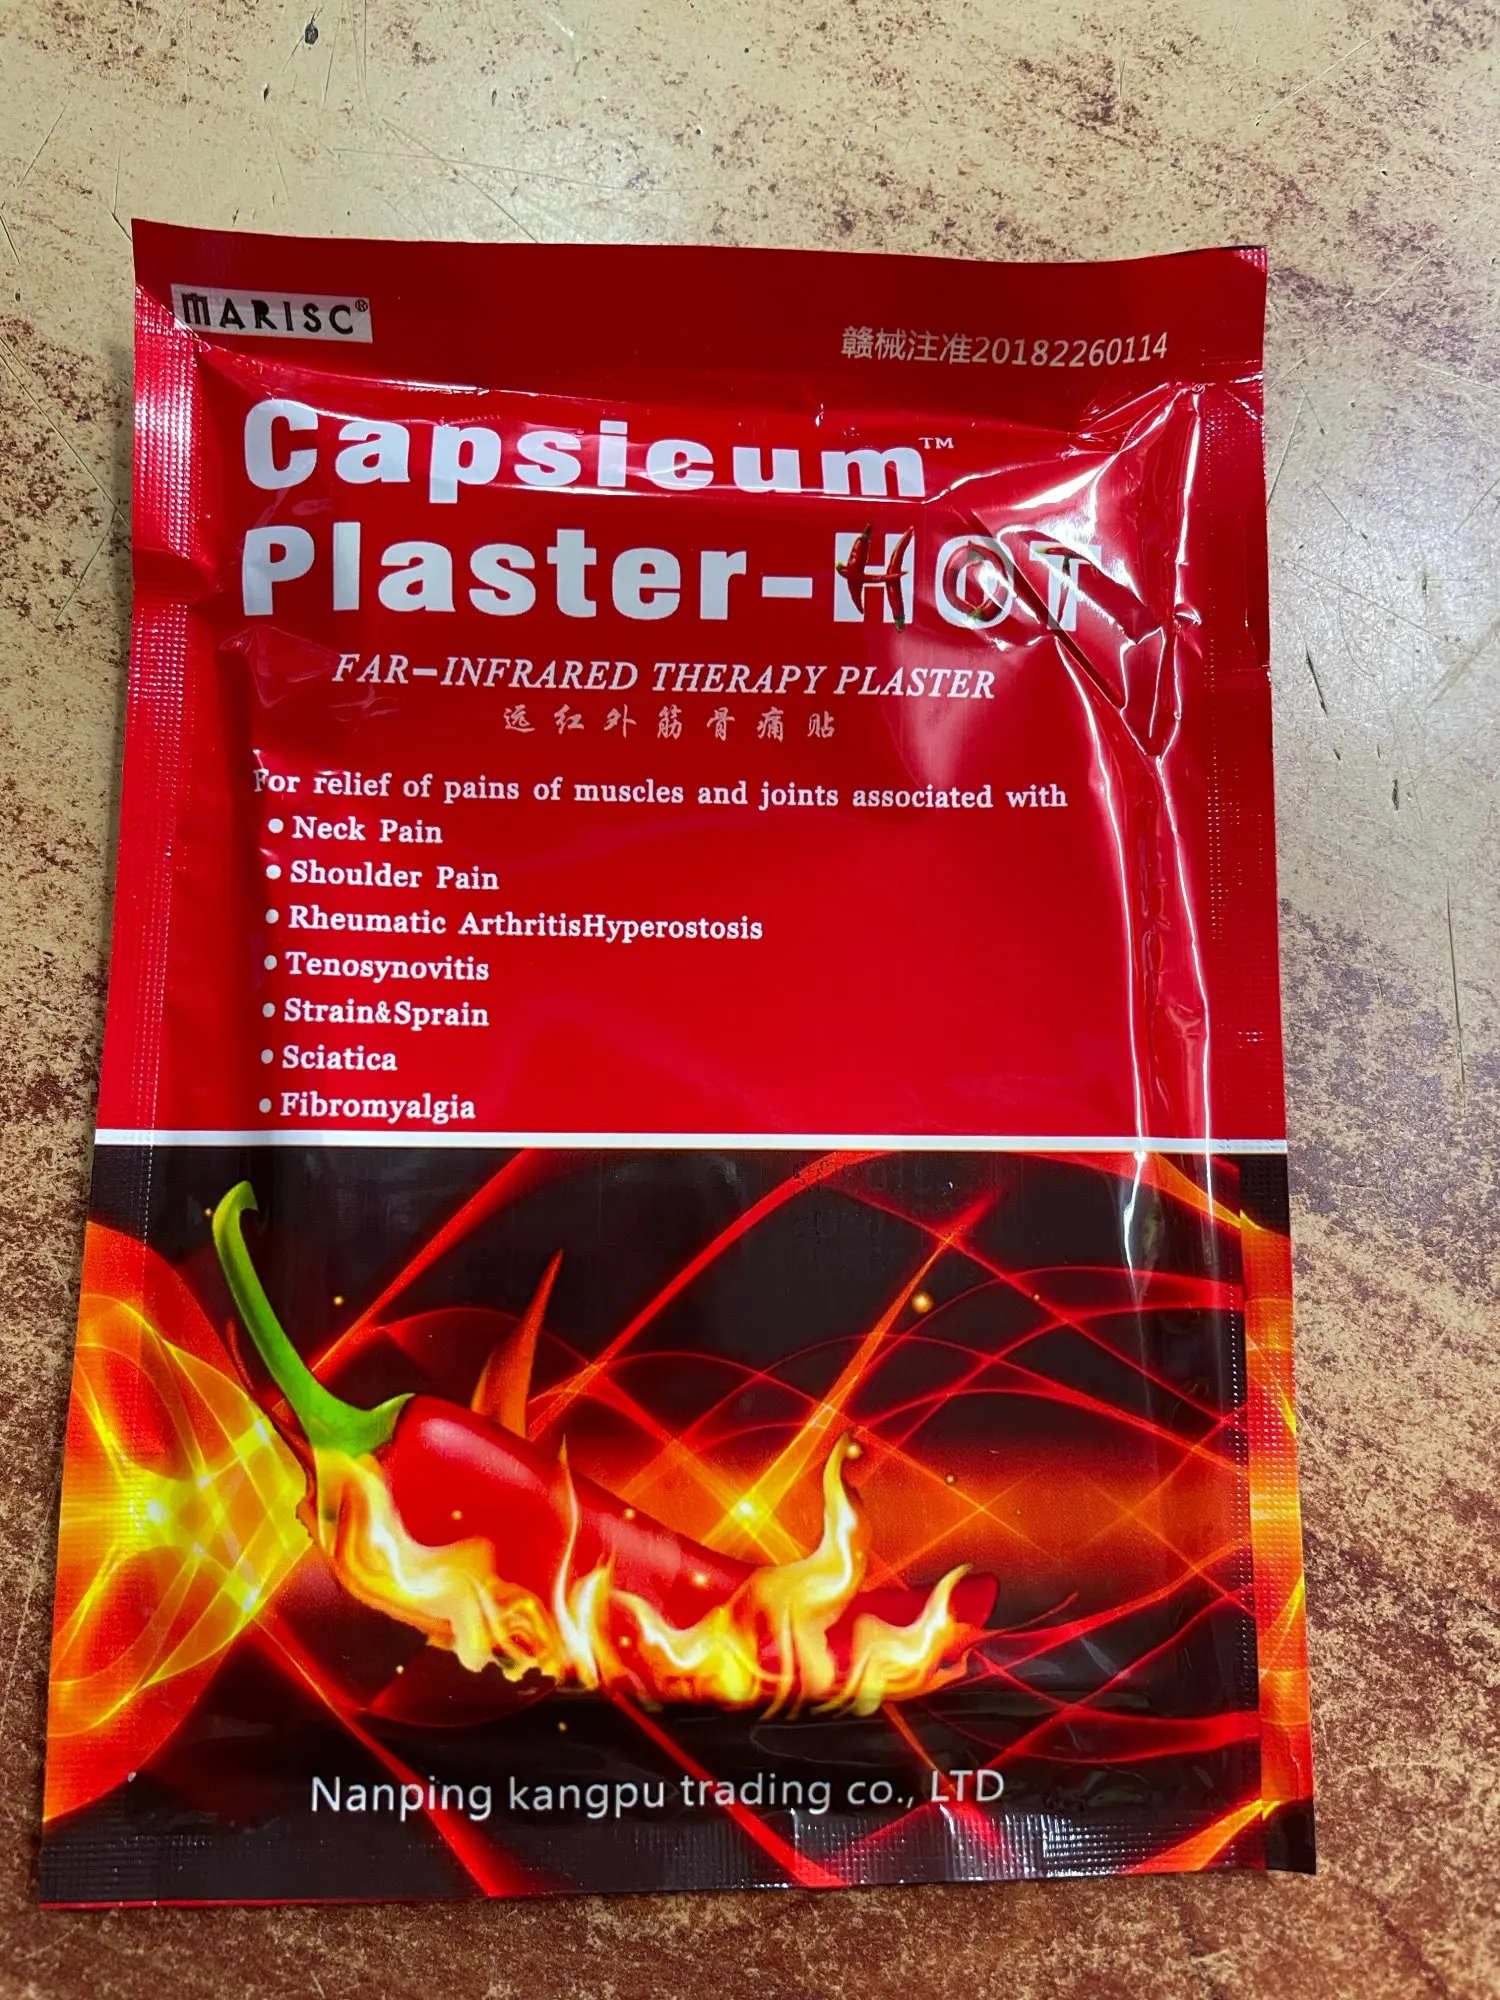 MARISC®
赣械注准20182260114
Capsicum™
Plaster-HOT
FAR-INFRARED THERAPY PLASTER
远红外筋骨痛贴
For relief of pains of muscles and joints associated with
• Neck Pain
• Shoulder Pain
• Rheumatic ArthritisHyperostosis
• Tenosynovitis
• Strain&Sprain
• Sciatica
• Fibromyalgia
Nanping kangpu trading co., LTD